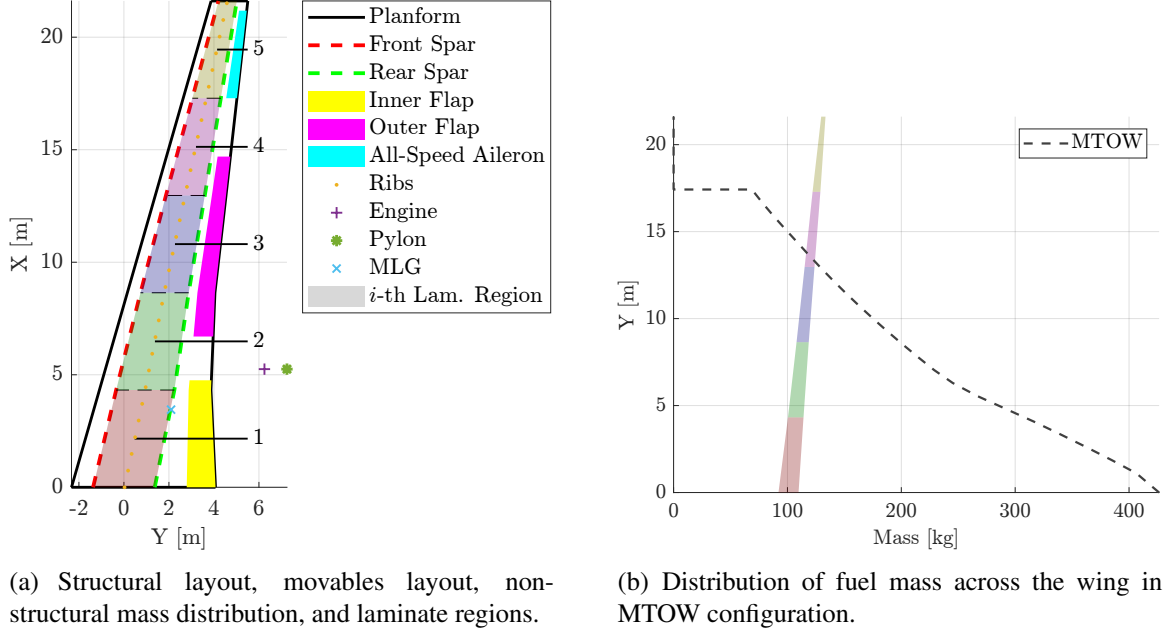 20
15
10
5
0
X [m]
-2
0
2
4
6
Y [m]
5
4
3
2
1
Planform
Front Spar
Rear Spar
Inner Flap
Outer Flap
All-Speed Aileron
Ribs
Engine
Pylon
MLG
i-th Lam. Region
20
15
10
5
0
Y [m]
0
100
200
300
400
Mass [kg]
MTOW
(a) Structural layout, movables layout, non-
structural mass distribution, and laminate regions.
(b) Distribution of fuel mass across the wing in
MTOW configuration.